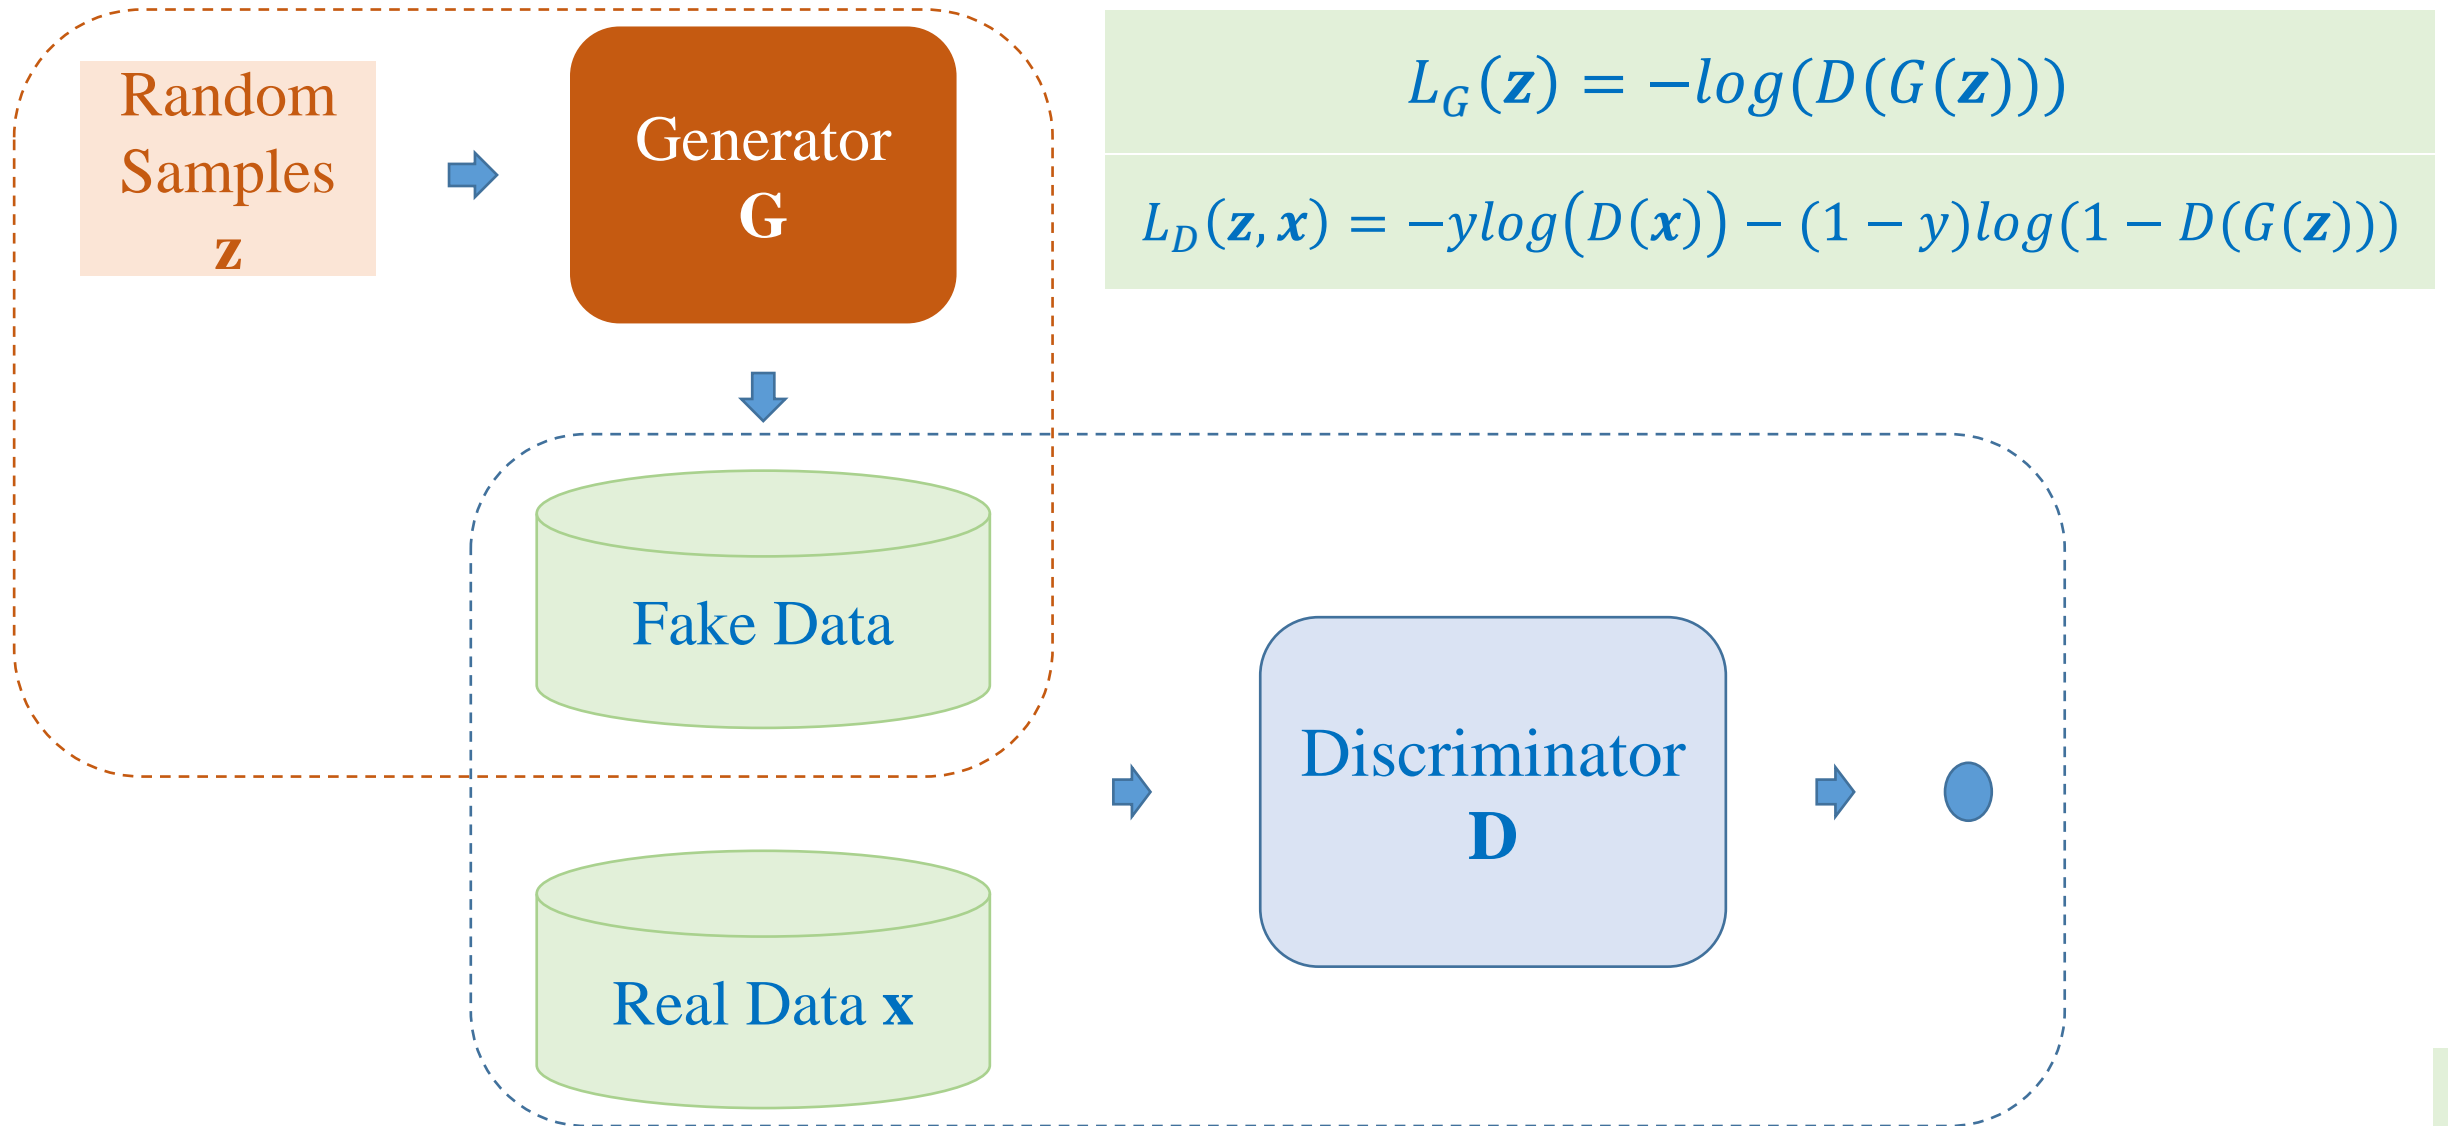 Random
Samples
z
Generator
G
L_G(z) = −log(D(G(z)))
L_D(z, x) = −ylog(D(x)) − (1 − y)log(1 − D(G(z)))
Fake Data
Discriminator
D
Real Data x